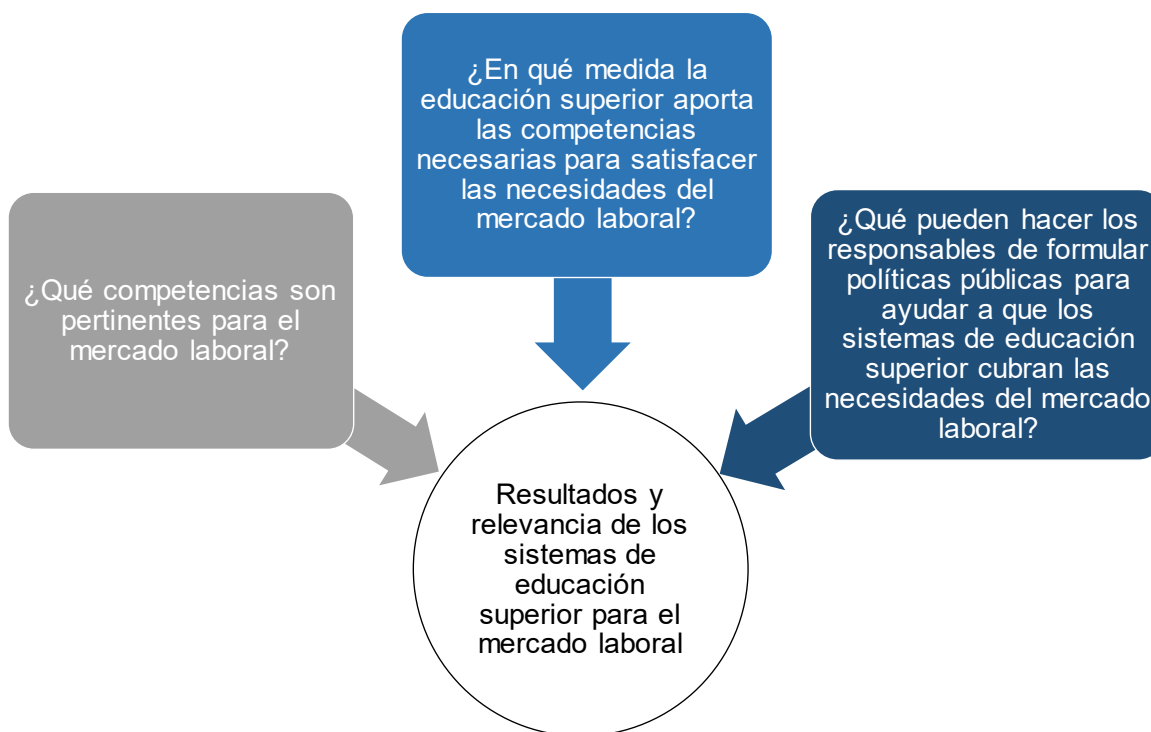 ¿Qué competencias son
pertinentes para el
mercado laboral?
¿En qué medida la
educación superior aporta
las competencias
necesarias para satisfacer
las necesidades del
mercado laboral?
¿Qué pueden hacer los
responsables de formular
políticas públicas para
ayudar a que los
sistemas de educación
superior cubran las
necesidades del mercado
laboral?
Resultados y
relevancia de los
sistemas de
educación
superior para el
mercado laboral